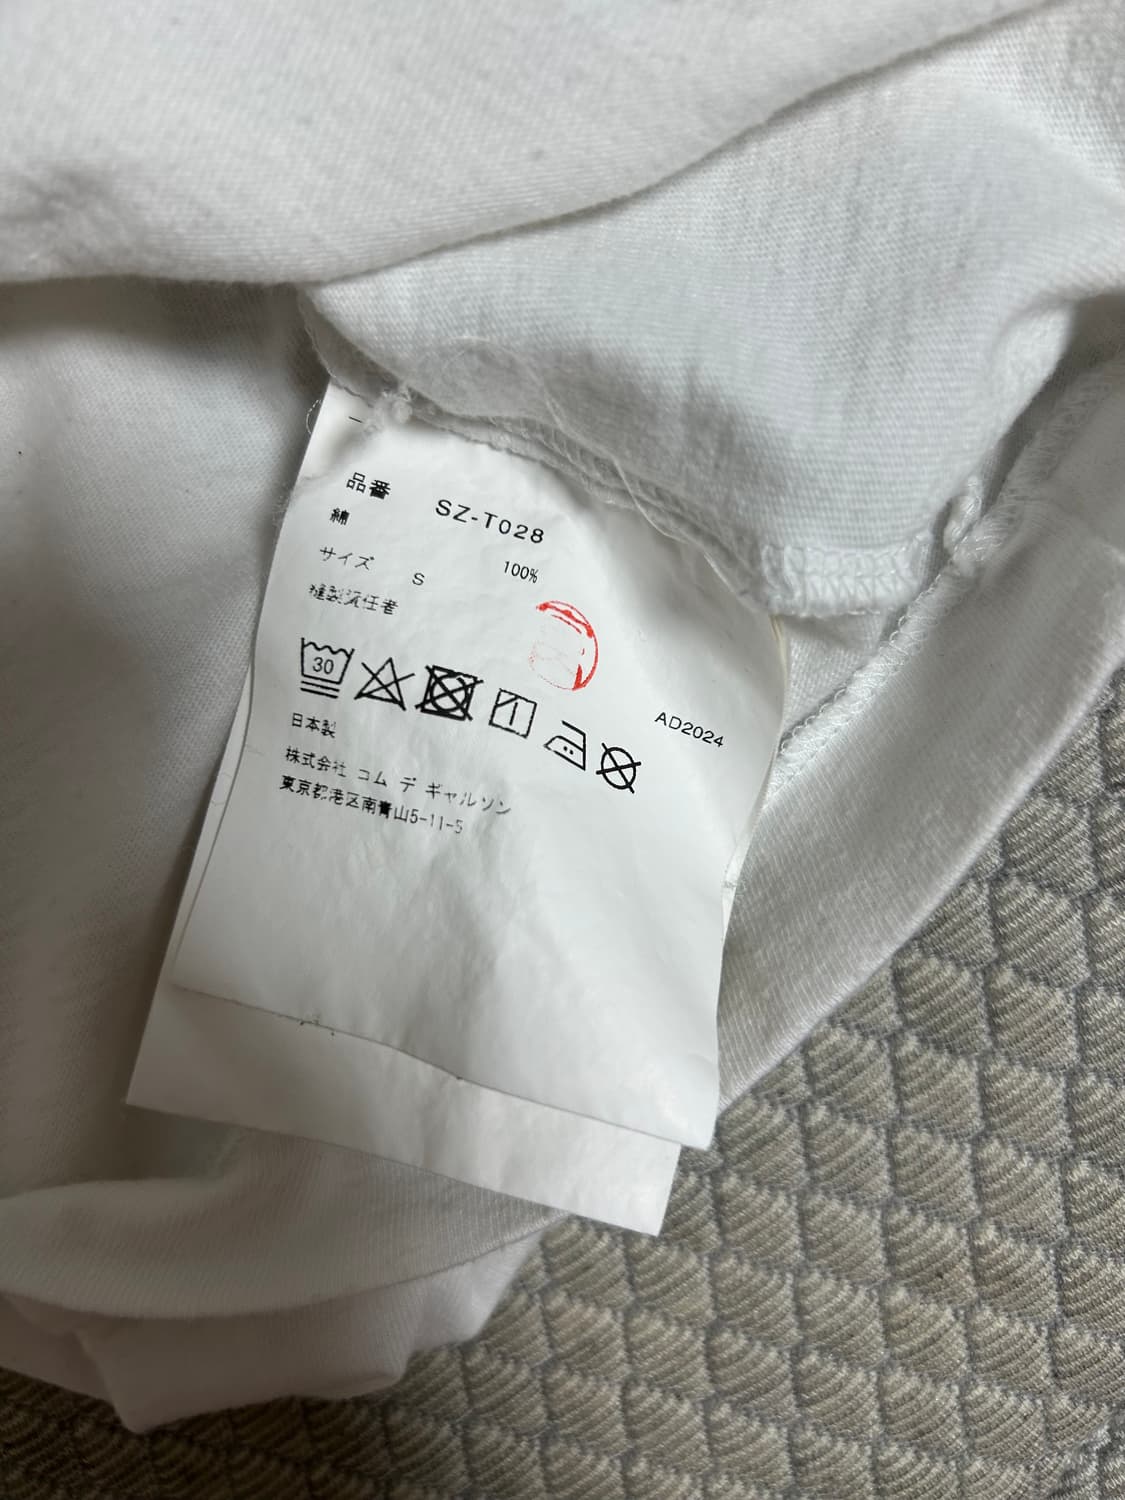 品番 SZ-T028
綿 100%
サイズ S
縫製責任者
30
AD2024
日本製
株式会社 コム デ ギャルソン
東京都港区南青山5-11-5